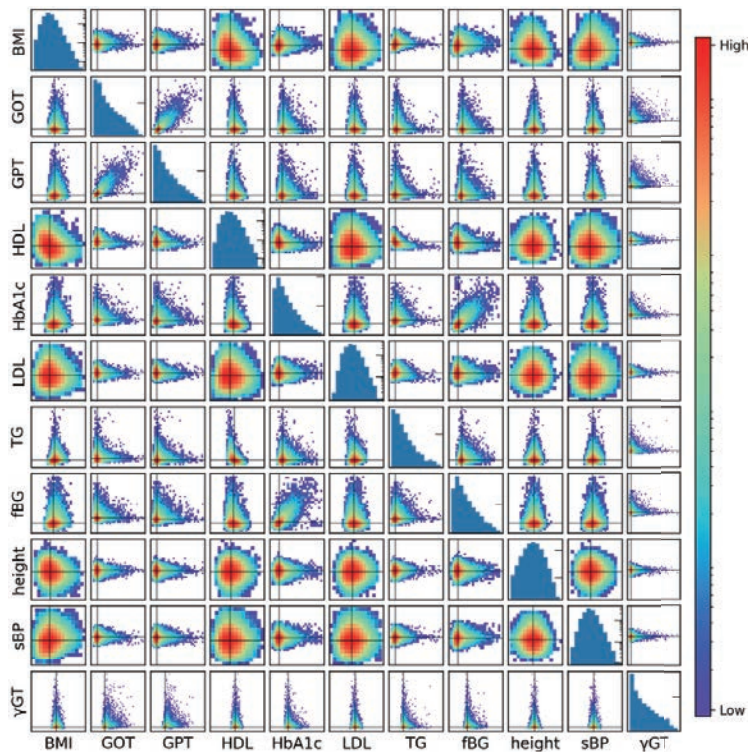 BMI
High
GOT
GPT
HDL
HbA1c
LDL
TG
fBG
height
sBP
γGT
Low
BMI GOT GPT HDL HbA1c LDL TG fBG height sBP γGT